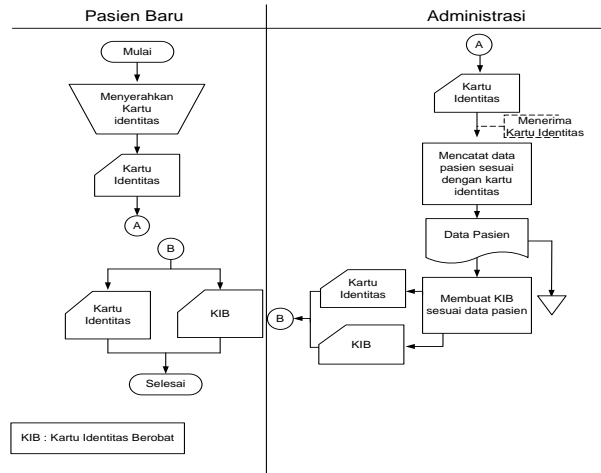 Pasien Baru
Mulai
Menyerahkan
Kartu
identitas
Kartu
Identitas
A
B
Kartu
Identitas
KIB
Selesai
KIB : Kartu Identitas Berobat
Administrasi
A
Kartu
Identitas
Menerima
Kartu Identitas
Mencatat data
pasien sesuai
dengan kartu
identitas
Data Pasien
Membuat KIB
sesuai data pasien
Kartu
Identitas
KIB
B